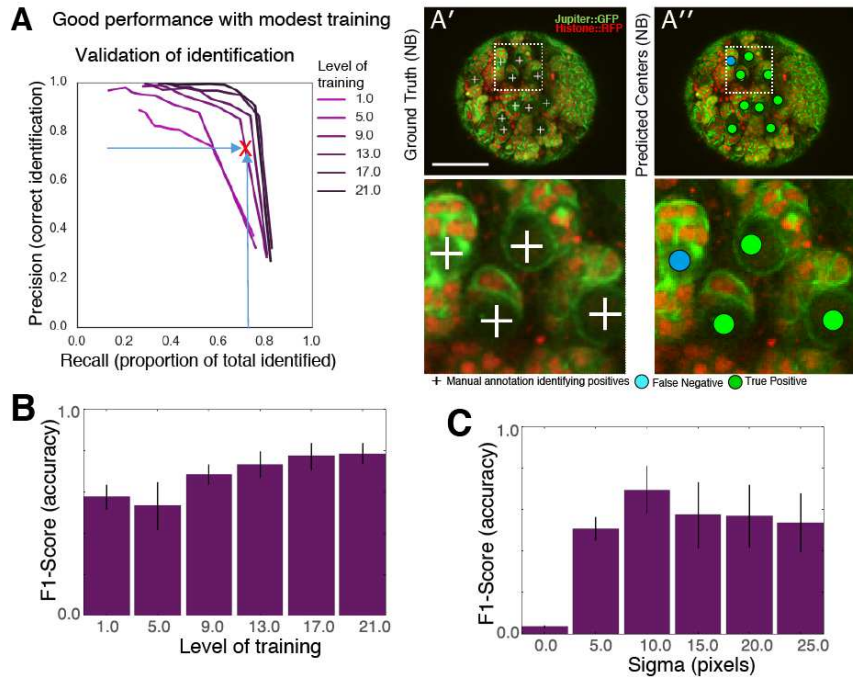 A
Good performance with modest training
Validation of identification
Precision (correct identification)
1.0
0.8
0.6
0.4
0.2
0.0
0.0 0.2 0.4 0.6 0.8 1.0
Recall (proportion of total identified)
X
Level of
training
1.0
5.0
9.0
13.0
17.0
21.0
A′
Jupiter::GFP
Histone::RFP
Ground Truth (NB)
A′′
Predicted Centers (NB)
+ Manual annotation identifying positives
False Negative
True Positive
B
F1-Score (accuracy)
1.0
0.0
1.0 5.0 9.0 13.0 17.0 21.0
Level of training
C
F1-Score (accuracy)
1.0
0.0
0.0 5.0 10.0 15.0 20.0 25.0
Sigma (pixels)